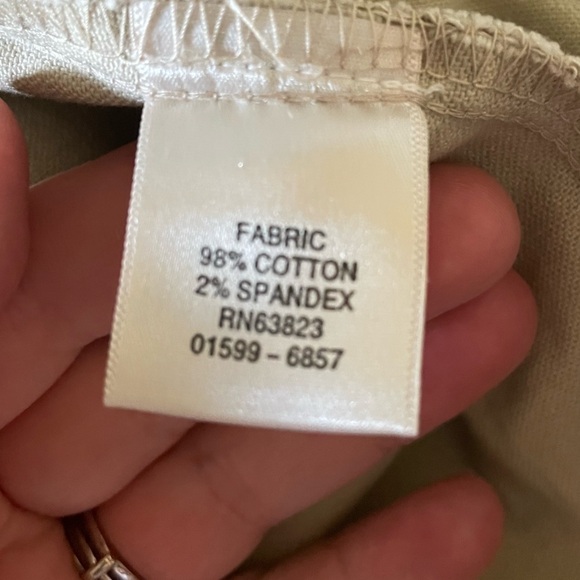 FABRIC
98% COTTON
2% SPANDEX
RN63823
01599 - 6857